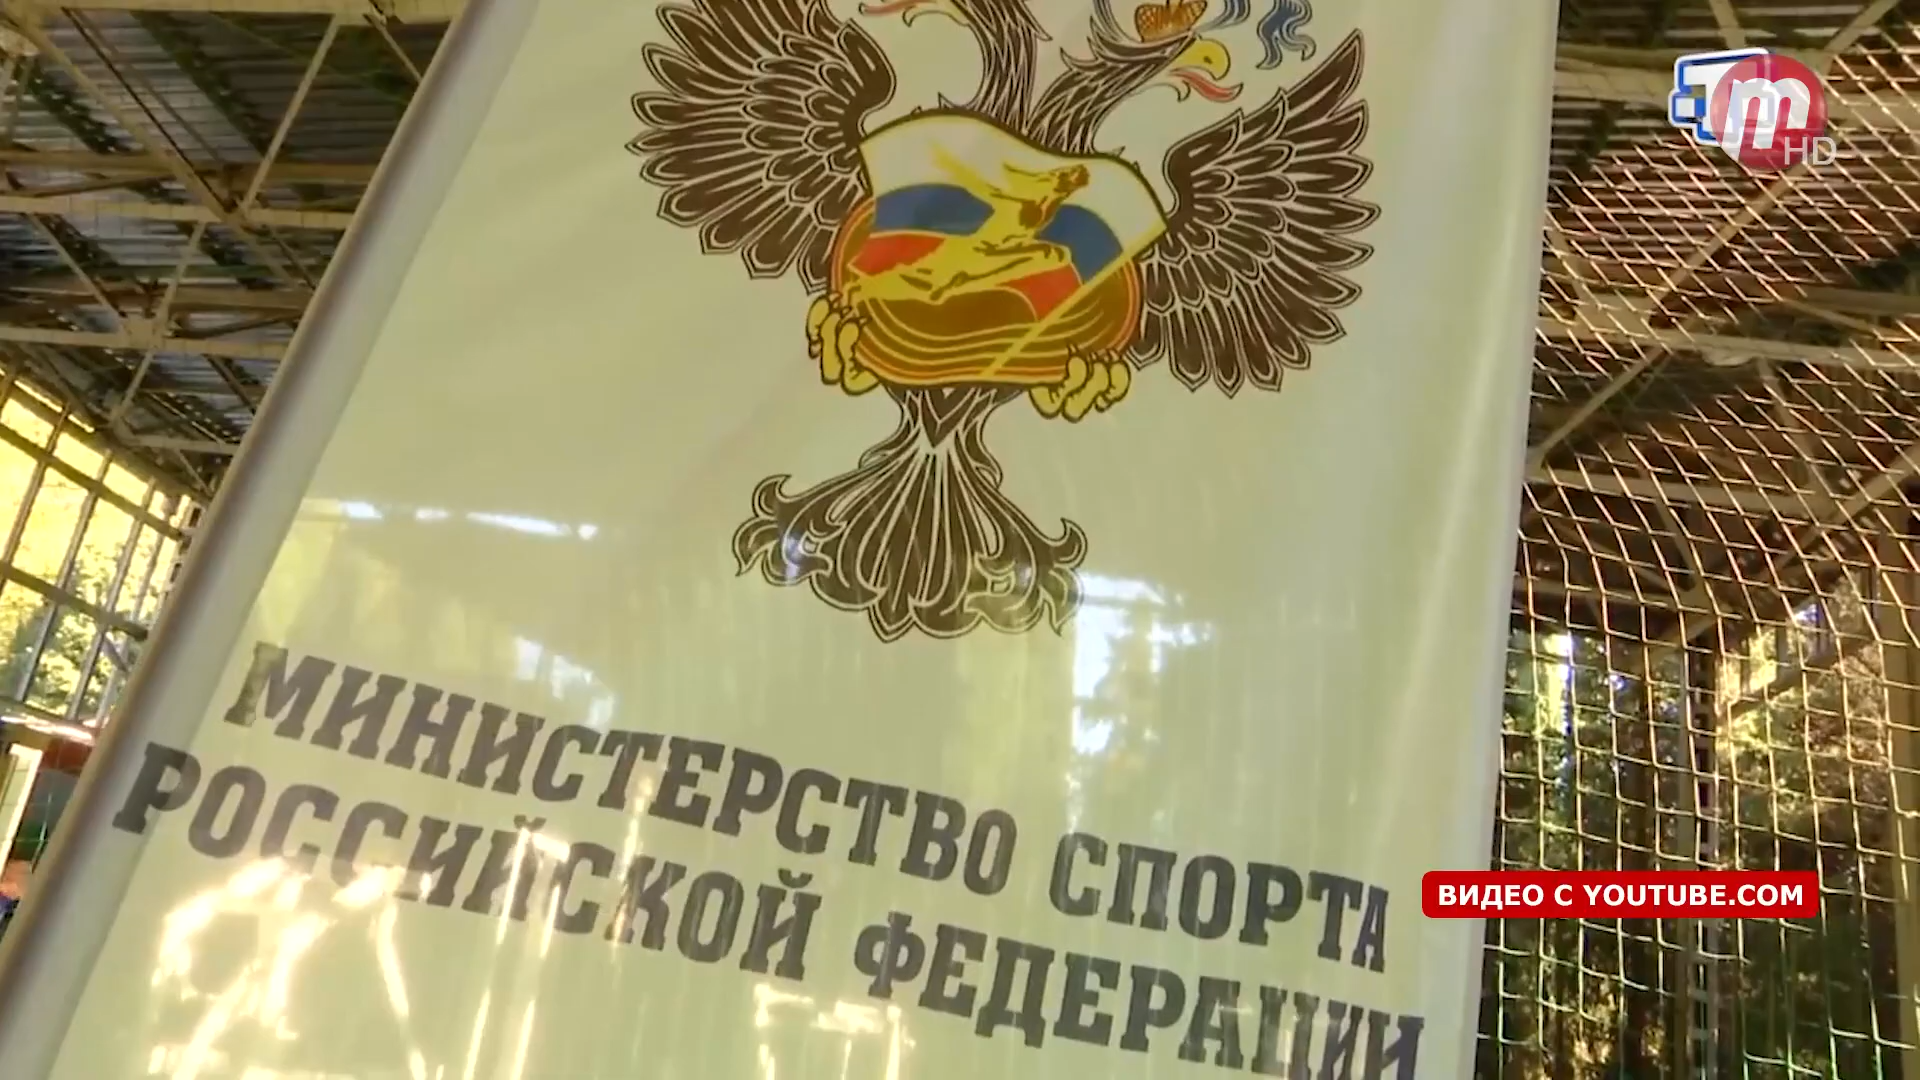 m HD
МИНИСТЕРСТВО СПОРТА
РОССИЙСКОЙ ФЕДЕРАЦИИ
ВИДЕО С YOUTUBE.COM